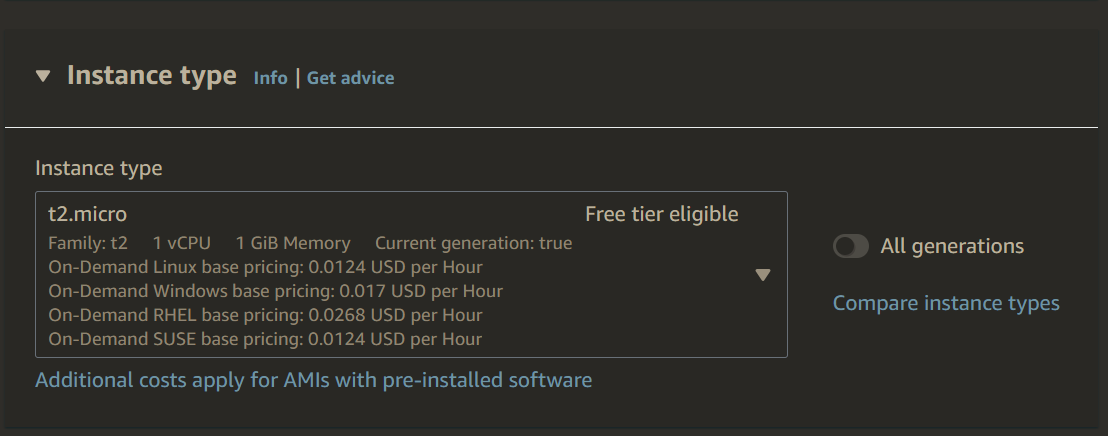 Instance type Info | Get advice
Instance type
t2.micro Free tier eligible
Family: t2 1 vCPU 1 GiB Memory Current generation: true
On-Demand Linux base pricing: 0.0124 USD per Hour
On-Demand Windows base pricing: 0.017 USD per Hour
On-Demand RHEL base pricing: 0.0268 USD per Hour
On-Demand SUSE base pricing: 0.0124 USD per Hour
All generations
Compare instance types
Additional costs apply for AMIs with pre-installed software